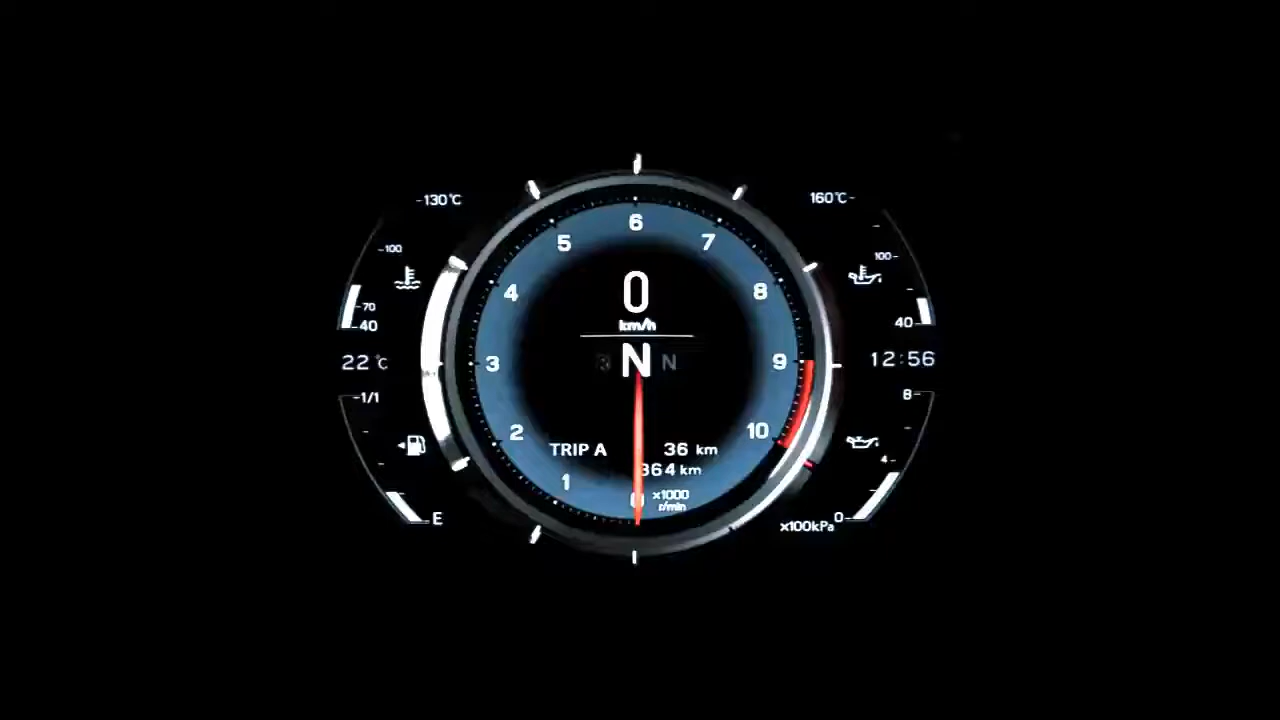 -130°C
160°C-
6
5
7
-100
100-
4
8
0
km/h
-70
-40
40-
22°C
3
N
N
9
12:56
-1/1
8-
2
10
TRIP A 36 km
4-
364 km
1
0
x1000
r/min
E
0-
x100kPa